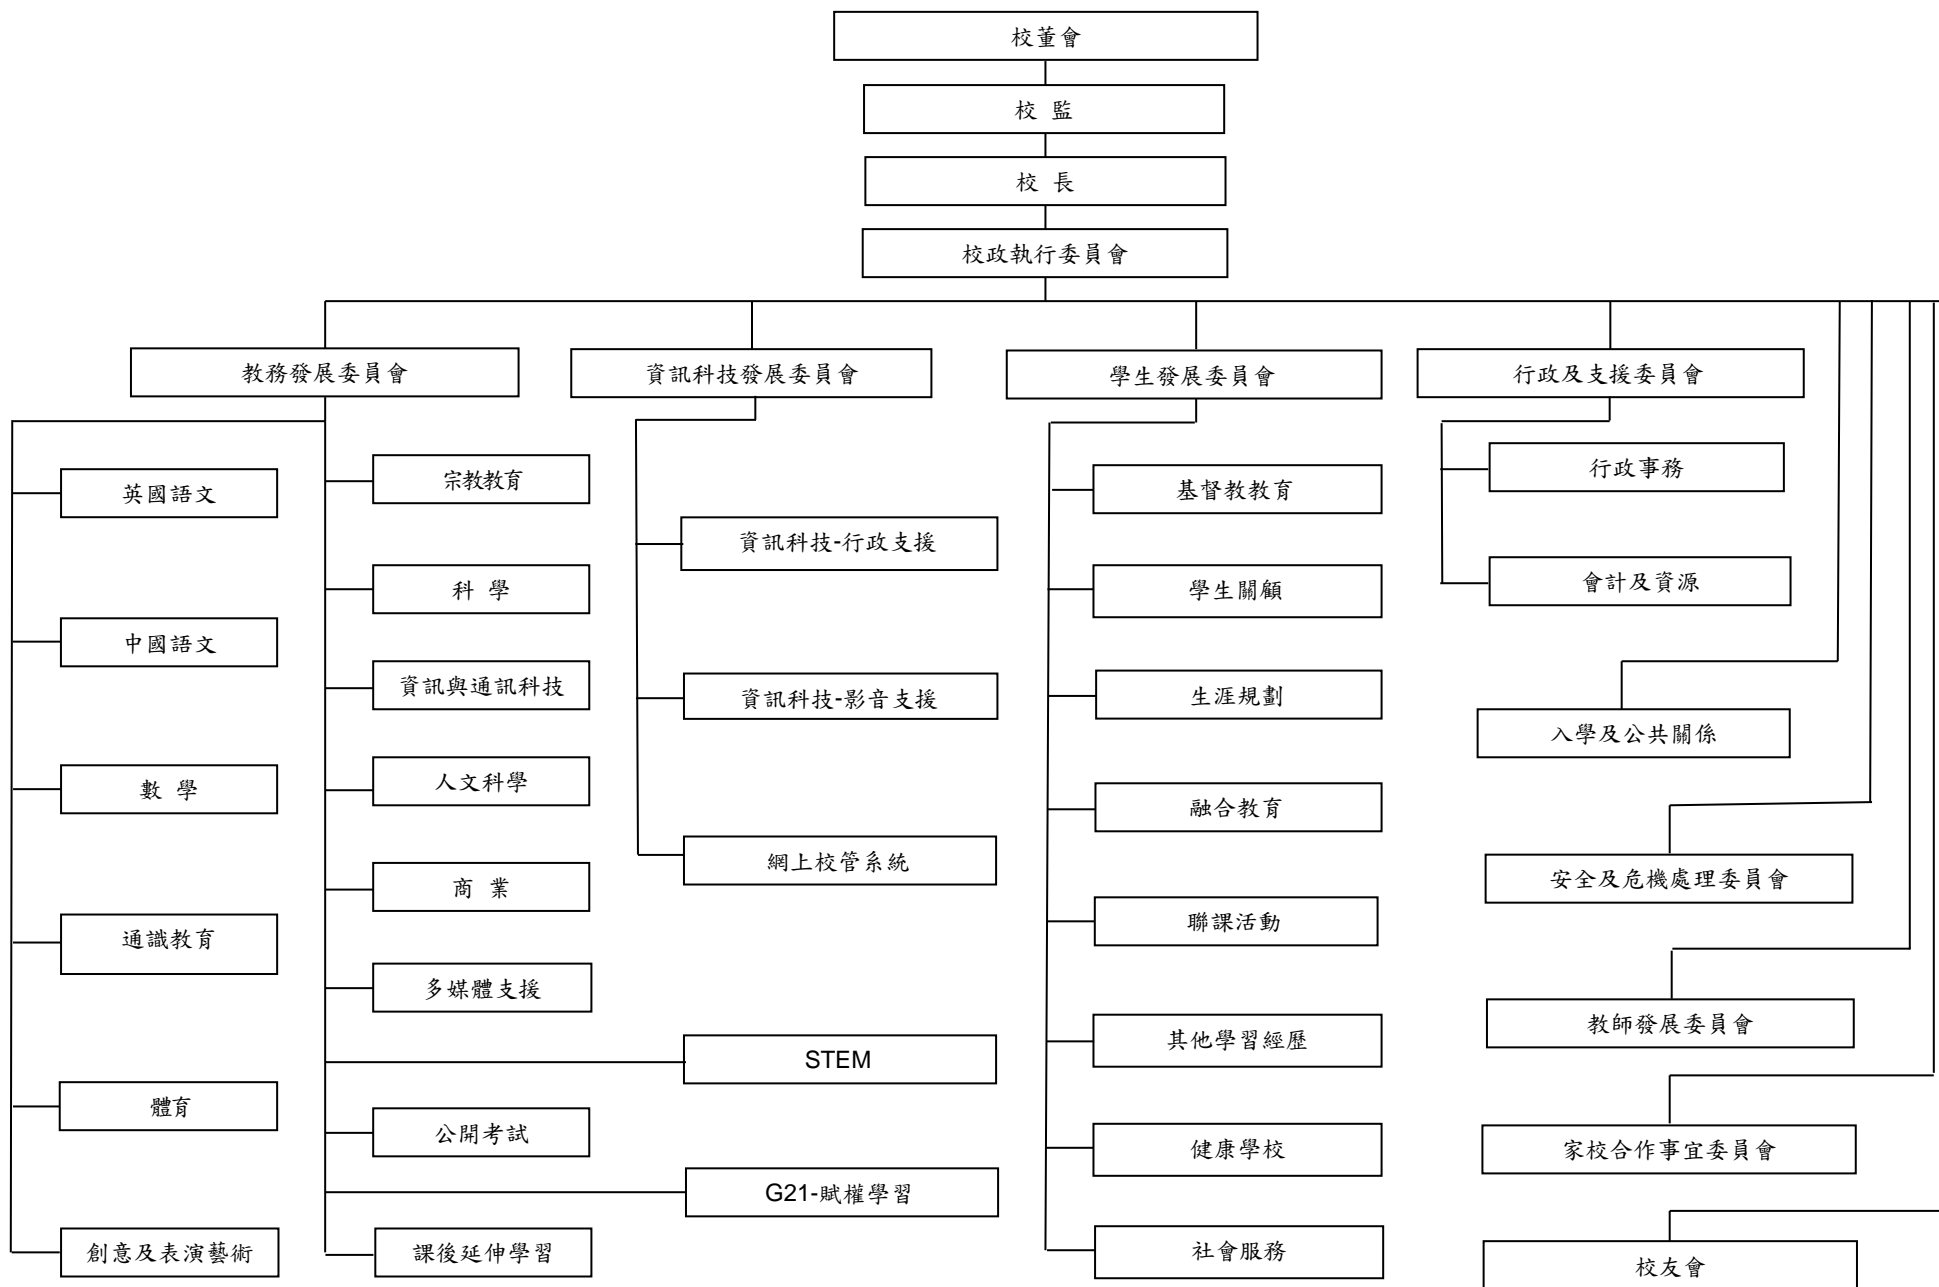 校董會
校 監
校 長
校政執行委員會
教務發展委員會
資訊科技發展委員會
學生發展委員會
行政及支援委員會
英國語文
中國語文
數 學
通識教育
體育
創意及表演藝術
宗教教育
科 學
資訊與通訊科技
人文科學
商 業
多媒體支援
STEM
公開考試
G21-賦權學習
課後延伸學習
資訊科技-行政支援
資訊科技-影音支援
網上校管系統
基督教教育
學生關顧
生涯規劃
融合教育
聯課活動
其他學習經歷
健康學校
社會服務
行政事務
會計及資源
入學及公共關係
安全及危機處理委員會
教師發展委員會
家校合作事宜委員會
校友會